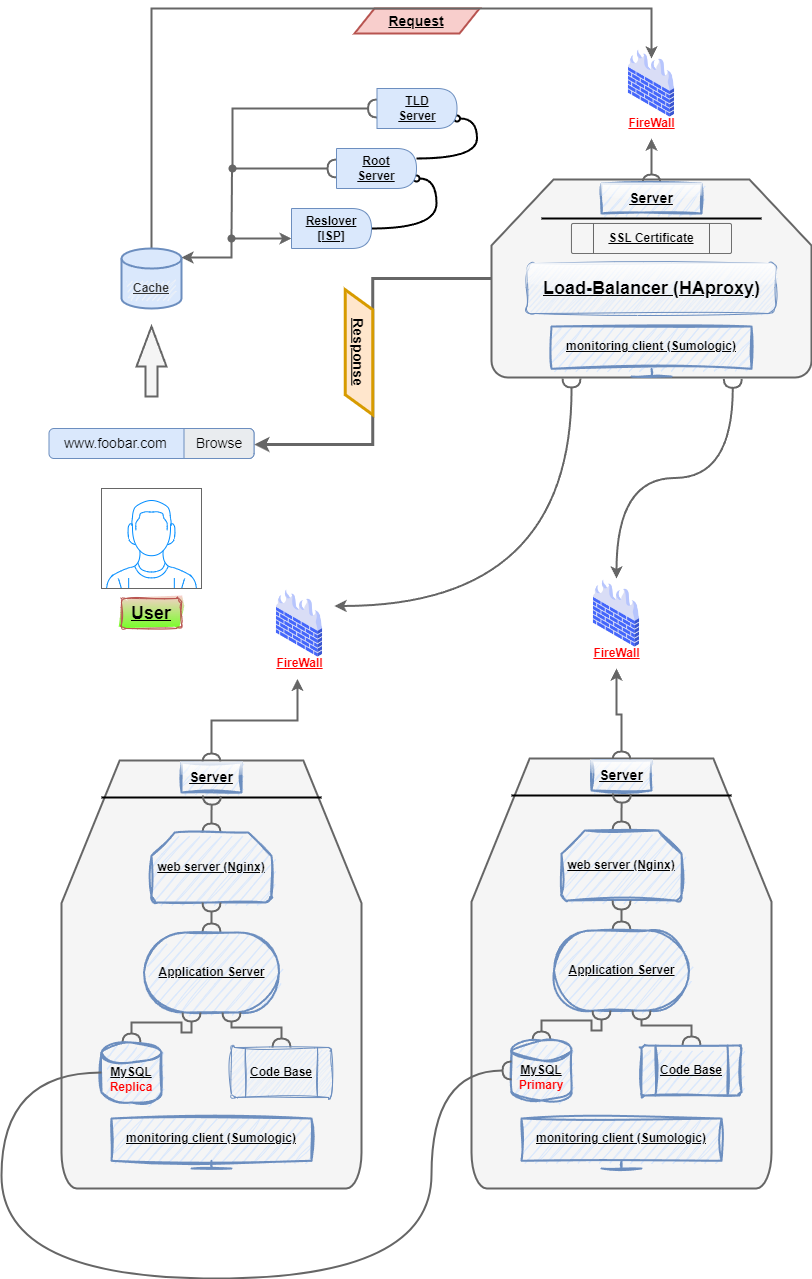 Request
FireWall
TLD
Server
Root
Server
Reslover
[ISP]
Cache
Server
SSL Certificate
Load-Balancer (HAproxy)
monitoring client (Sumologic)
Response
www.foobar.com
Browse
User
FireWall
FireWall
Server
web server (Nginx)
Application Server
MySQL
Replica
Code Base
monitoring client (Sumologic)
Server
web server (Nginx)
Application Server
MySQL
Primary
Code Base
monitoring client (Sumologic)